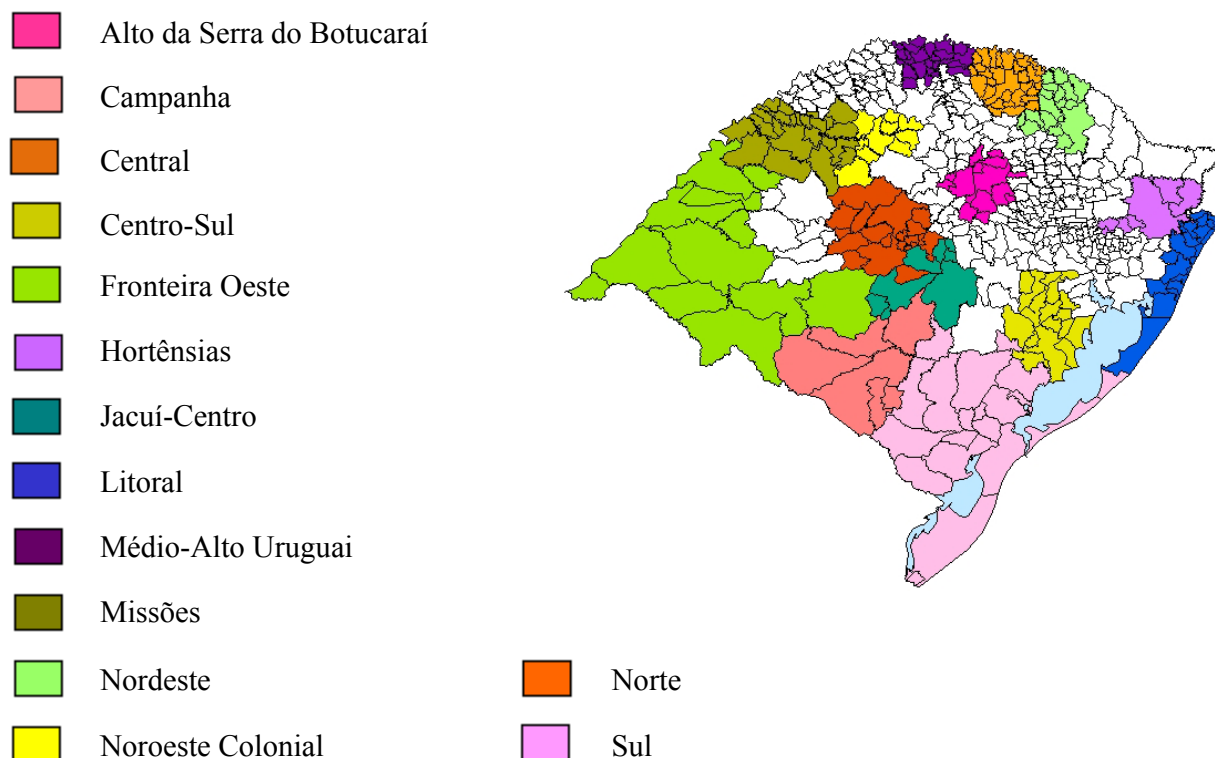 Alto da Serra do Botucaraí
Campanha
Central
Centro-Sul
Fronteira Oeste
Hortênsias
Jacuí-Centro
Litoral
Médio-Alto Uruguai
Missões
Nordeste
Noroeste Colonial
Norte
Sul